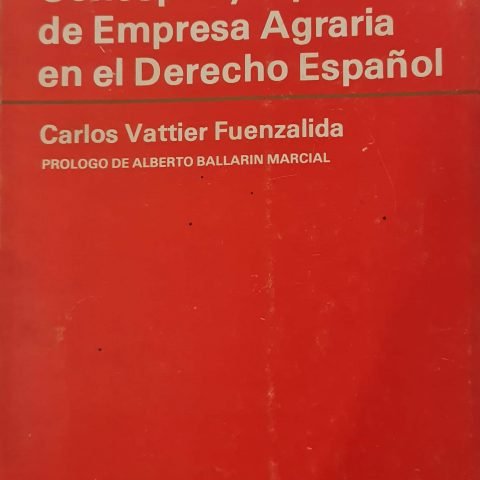 de Empresa Agraria
en el Derecho Español
Carlos Vattier Fuenzalida
PROLOGO DE ALBERTO BALLARIN MARCIAL